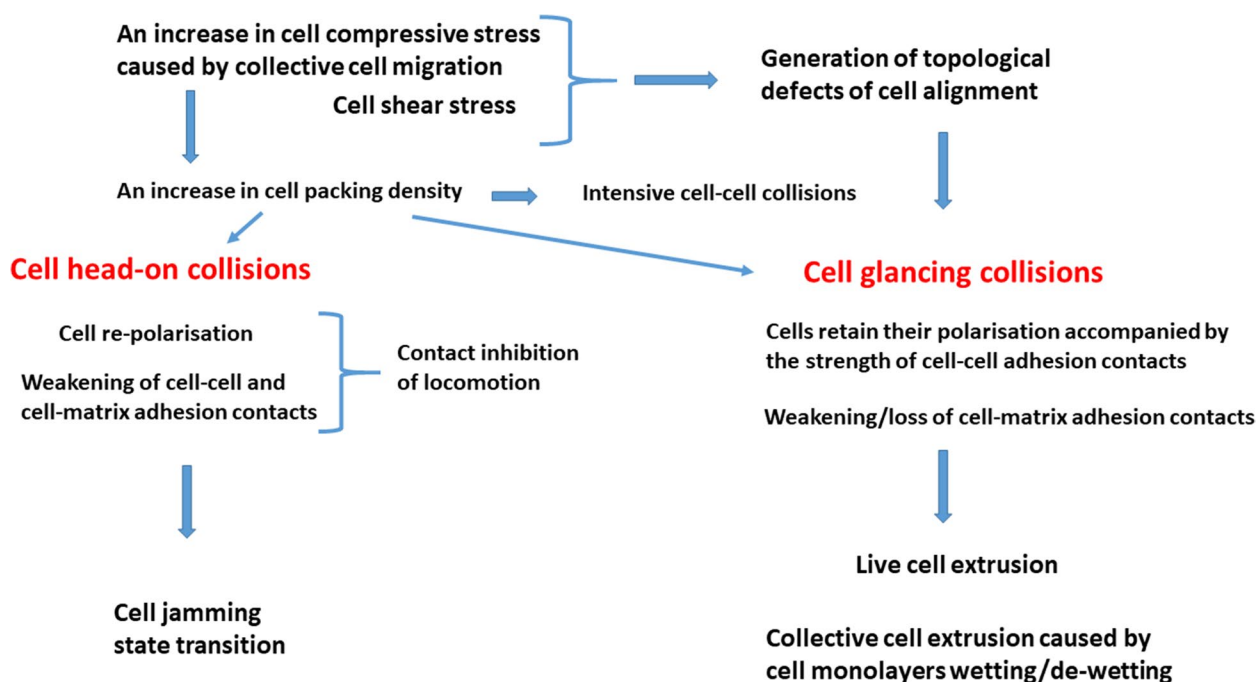 An increase in cell compressive stress
caused by collective cell migration
Cell shear stress
Generation of topological
defects of cell alignment
An increase in cell packing density
Intensive cell-cell collisions
Cell head-on collisions
Cell re-polarisation
Weakening of cell-cell and
cell-matrix adhesion contacts
Contact inhibition
of locomotion
Cell jamming
state transition
Cell glancing collisions
Cells retain their polarisation accompanied by
the strength of cell-cell adhesion contacts
Weakening/loss of cell-matrix adhesion contacts
Live cell extrusion
Collective cell extrusion caused by
cell monolayers wetting/de-wetting